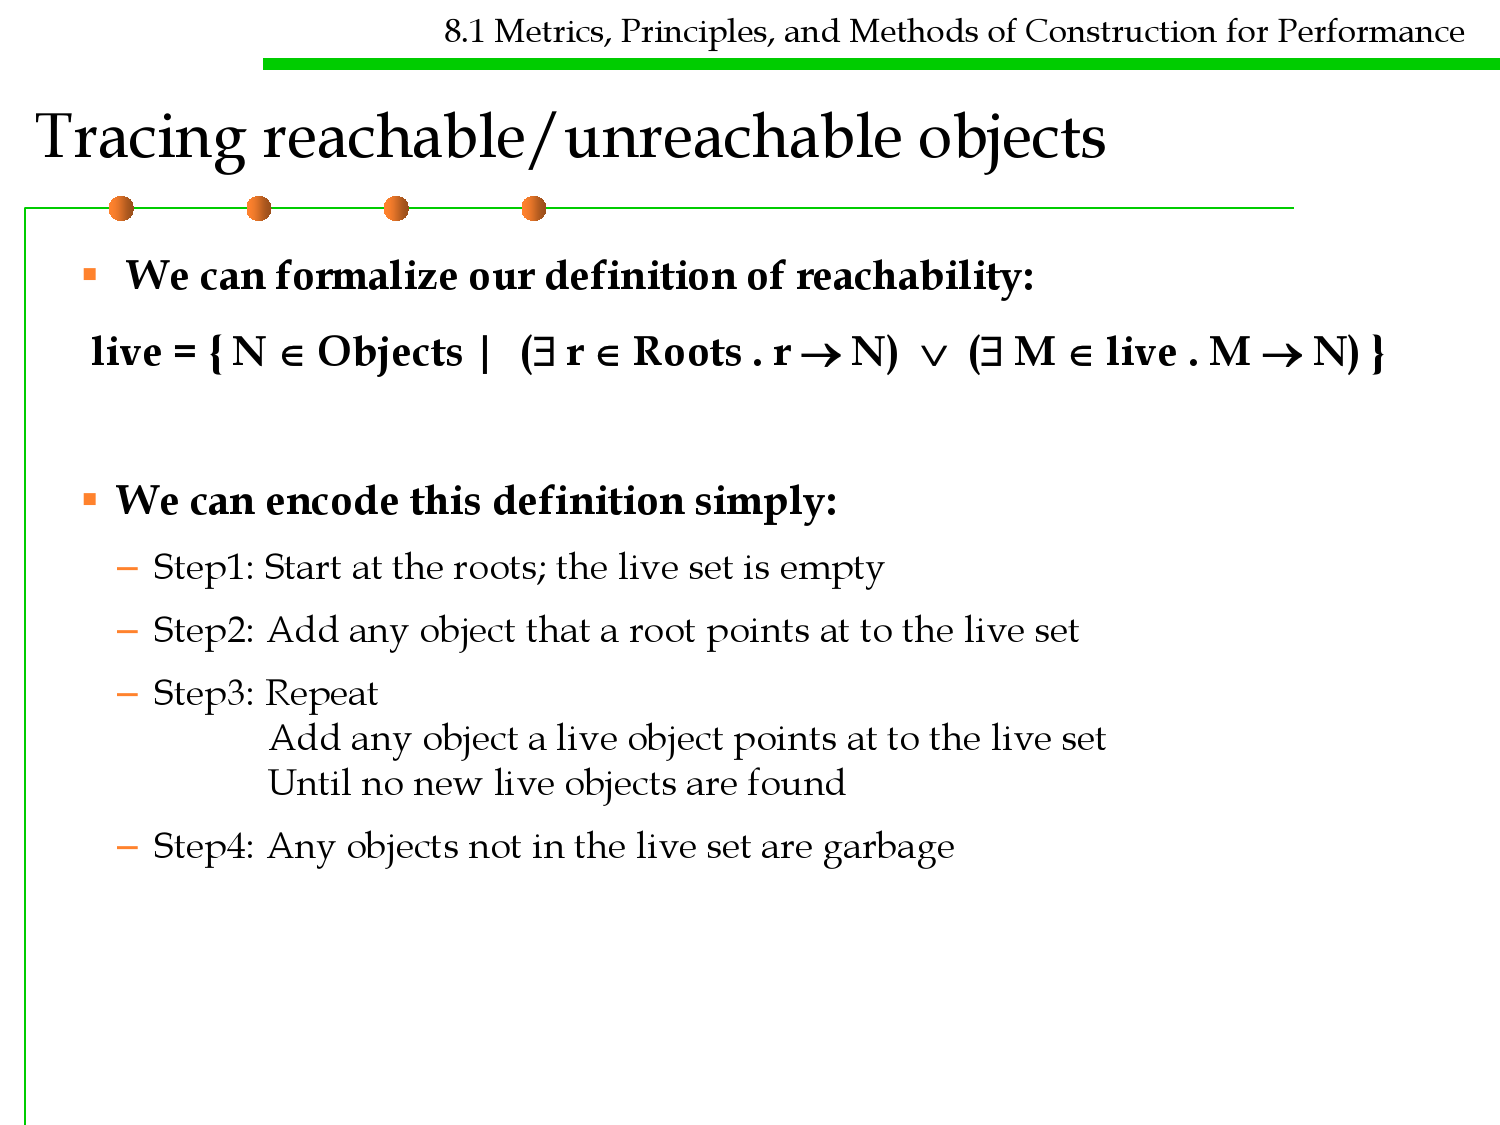 8.1 Metrics, Principles, and Methods of Construction for Performance
Tracing reachable/unreachable objects
▪ We can formalize our definition of reachability:
live = { N ∈ Objects | (∃ r ∈ Roots . r → N) ∨ (∃ M ∈ live . M → N) }
▪ We can encode this definition simply:
– Step1: Start at the roots; the live set is empty
– Step2: Add any object that a root points at to the live set
– Step3: Repeat
Add any object a live object points at to the live set
Until no new live objects are found
– Step4: Any objects not in the live set are garbage